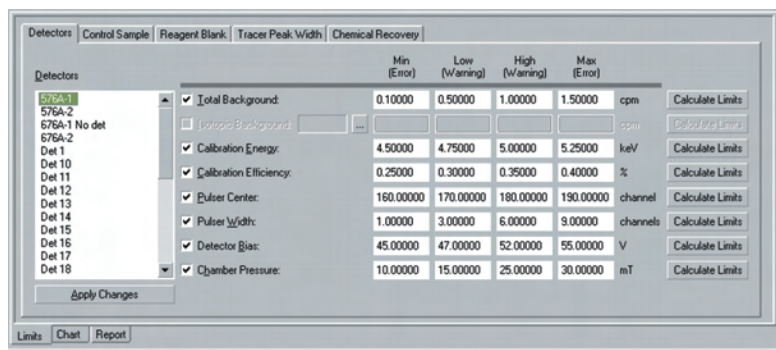 Detectors Control Sample Reagent Blank Tracer Peak Width Chemical Recovery
Min (Error) Low (Warning) High (Warning) Max (Error)
Detectors
576A-1
576A-2
676A-1 No det
676A-2
Det 1
Det 10
Det 11
Det 12
Det 13
Det 14
Det 15
Det 16
Det 17
Det 18
Apply Changes
Total Background: 0.10000 0.50000 1.00000 1.50000 cpm Calculate Limits
Isotopic Background: ... cpm Calculate Limits
Calibration Energy: 4.50000 4.75000 5.00000 5.25000 keV Calculate Limits
Calibration Efficiency: 0.25000 0.30000 0.35000 0.40000 % Calculate Limits
Pulser Center: 160.00000 170.00000 180.00000 190.00000 channel Calculate Limits
Pulser Width: 1.00000 3.00000 6.00000 9.00000 channels Calculate Limits
Detector Bias: 45.00000 47.00000 52.00000 55.00000 V Calculate Limits
Chamber Pressure: 10.00000 15.00000 25.00000 30.00000 mT Calculate Limits
Limits Chart Report